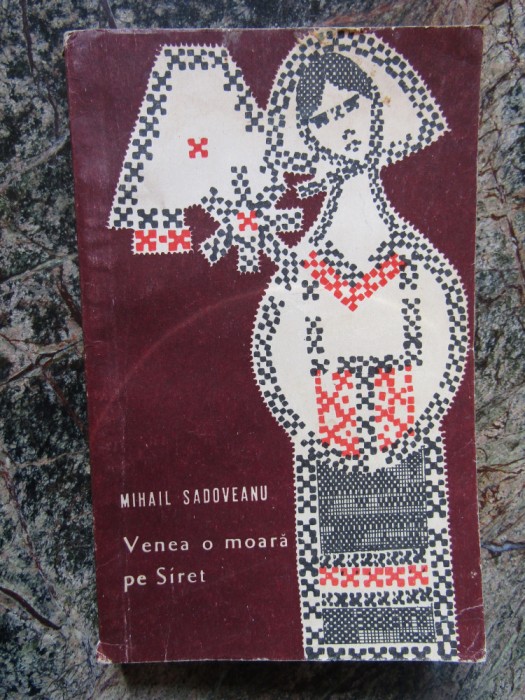 MIHAIL SADOVEANU
Venea o moară
pe Siret